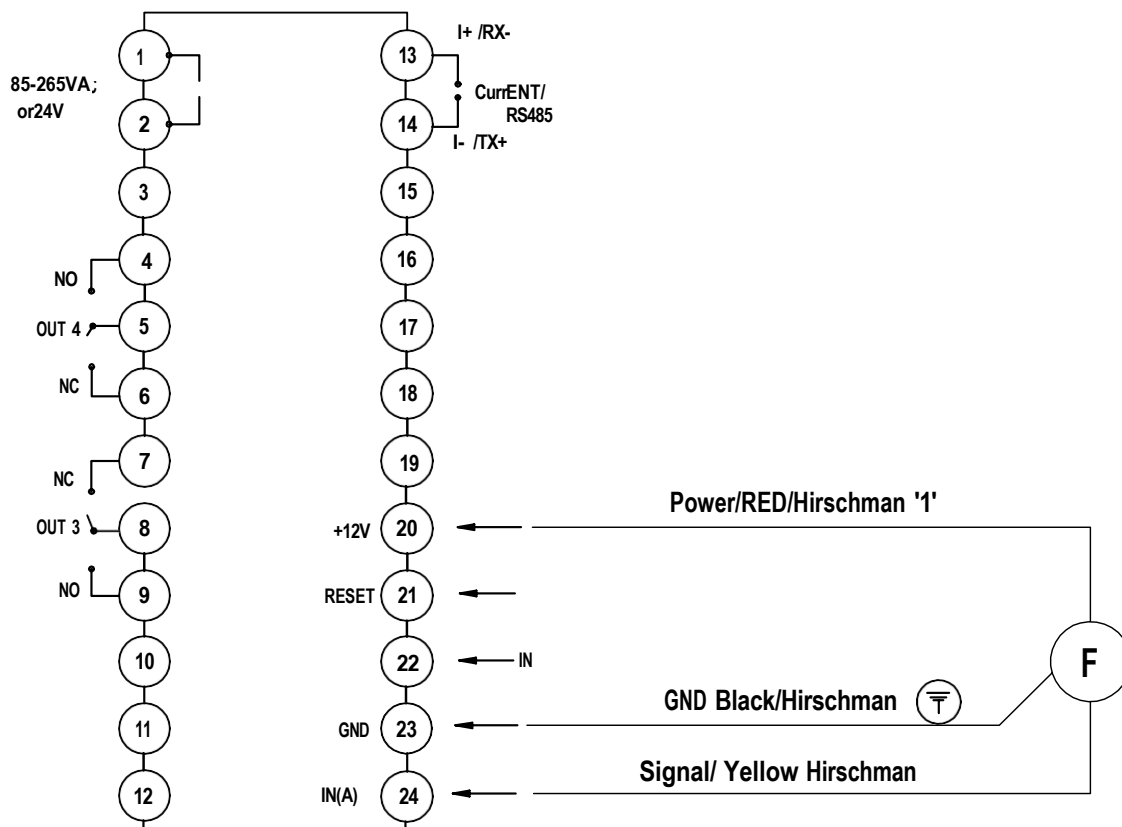 I+ /RX-
1
13
85-265VA;
or24V
CurrENT/
RS485
2
14
I- /TX+
3
15
4
16
NO
OUT 4
5
17
NC
6
18
7
19
NC
Power/RED/Hirschman '1'
OUT 3
8
+12V
20
NO
9
RESET
21
10
22
IN
F
GND Black/Hirschman
11
GND
23
Signal/ Yellow Hirschman
12
IN(A)
24